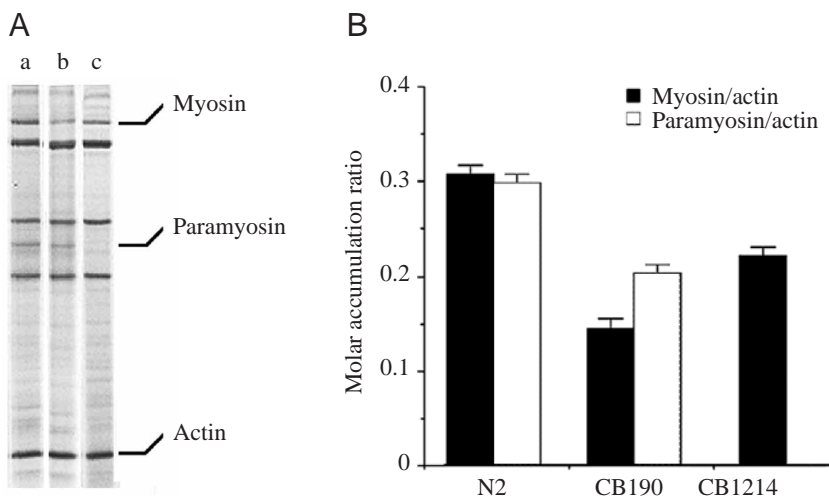 A
a b c
Myosin
Paramyosin
Actin
B
Molar accumulation ratio
0.4
0.3
0.2
0.1
0
Myosin/actin
Paramyosin/actin
N2 CB190 CB1214